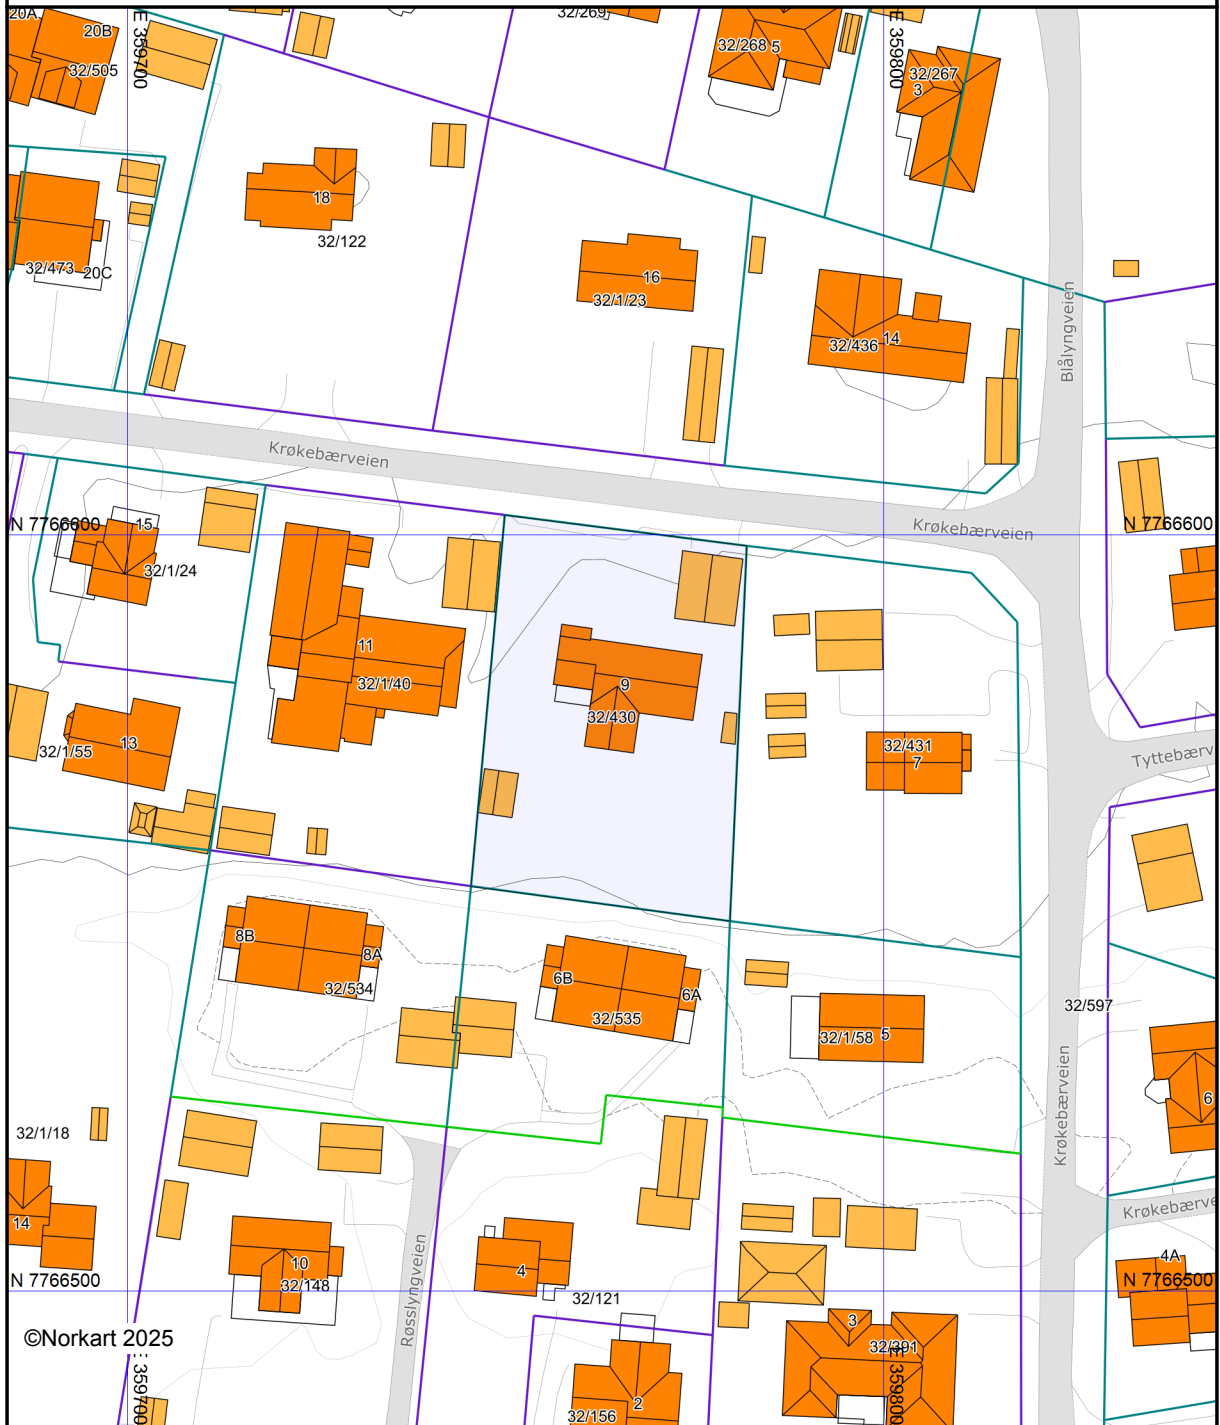 20A
20B
32/505
E 359700
32/269
32/268
5
E 359800
32/267
3
18
32/122
32/473
20C
16
32/1/23
32/436
14
Blålyngveien
Krøkebærveien
Krøkebærveien
N 7766600
N 7766600
15
32/1/24
11
32/1/40
9
32/430
13
32/1/55
32/431
7
Tyttebærv
8B
8A
32/534
6B
6A
32/535
32/1/58
5
32/597
Krøkebærveien
6
32/1/18
14
10
32/148
Røsslyngveien
4
32/121
Krøkebærve
4A
N 7766500
N 7766500
©Norkart 2025
3
32/391
E 359700
E 359800
2
32/156